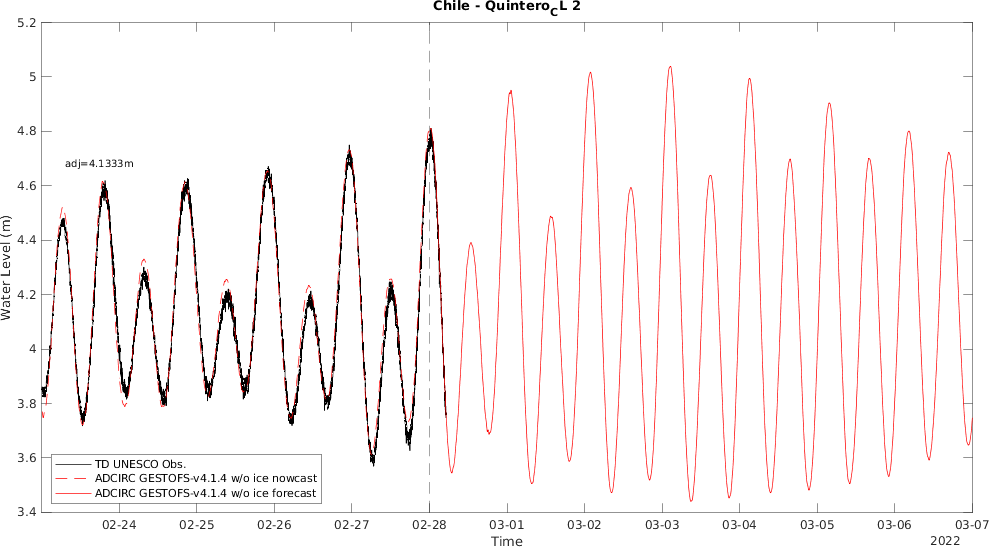 Chile - Quintero_CL 2
5.2
5
4.8
4.6
4.4
4.2
4
3.8
3.6
3.4
Water Level (m)
adj=4.1333m
TD UNESCO Obs.
ADCIRC GESTOFS-v4.1.4 w/o ice nowcast
ADCIRC GESTOFS-v4.1.4 w/o ice forecast
02-24 02-25 02-26 02-27 02-28 03-01 03-02 03-03 03-04 03-05 03-06 03-07
Time
2022